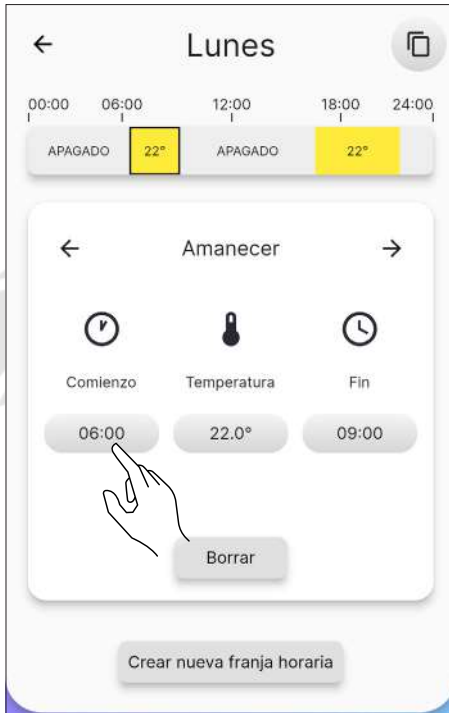 Lunes
00:00 06:00 12:00 18:00 24:00
APAGADO 22° APAGADO 22°
Amanecer
Comienzo Temperatura Fin
06:00 22.0° 09:00
Borrar
Crear nueva franja horaria